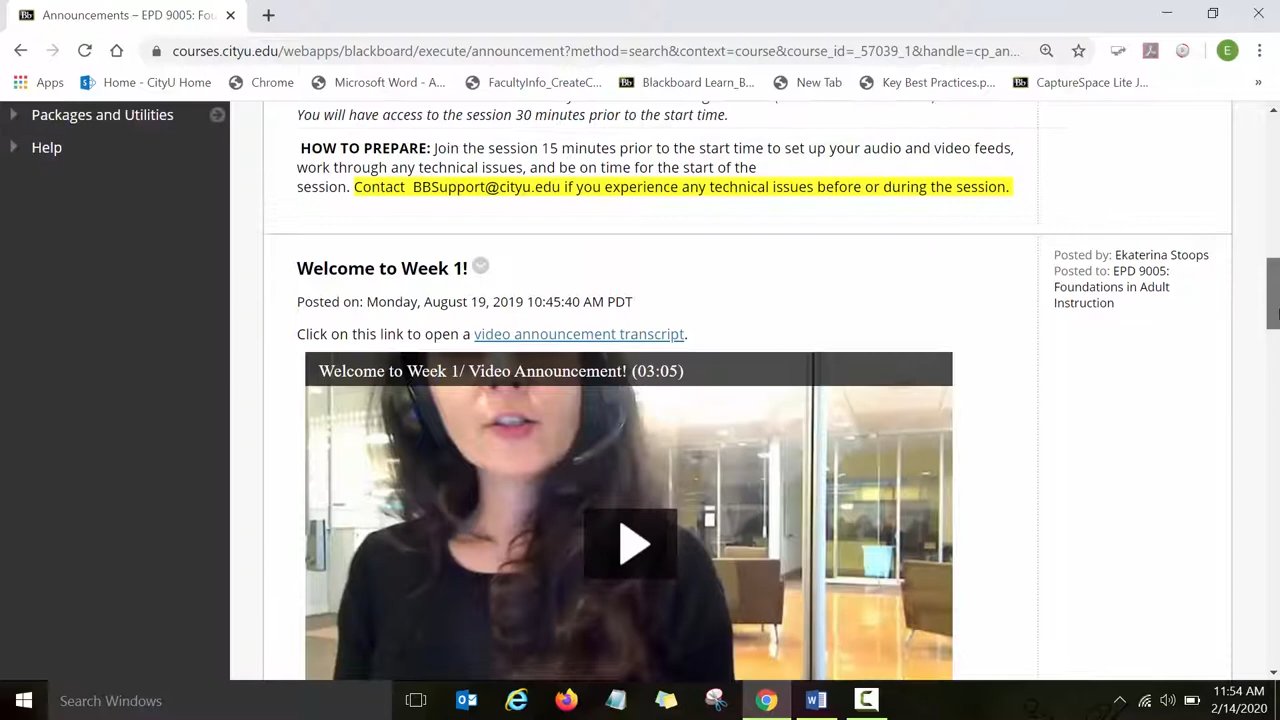 Announcements – EPD 9005: Fou
courses.cityu.edu/webapps/blackboard/execute/announcement?method=search&context=course&course_id=_57039_1&handle=cp_an...
E
Apps
Home - CityU Home
Chrome
Microsoft Word - A...
FacultyInfo_CreateC...
Bb
Blackboard Learn_B...
New Tab
Key Best Practices.p...
Bb
CaptureSpace Lite J...
»
Packages and Utilities
Help
You will have access to the session 30 minutes prior to the start time.
HOW TO PREPARE: Join the session 15 minutes prior to the start time to set up your audio and video feeds,
work through any technical issues, and be on time for the start of the
session. Contact BBSupport@cityu.edu if you experience any technical issues before or during the session.
Welcome to Week 1!
Posted on: Monday, August 19, 2019 10:45:40 AM PDT
Click on this link to open a video announcement transcript.
Posted by: Ekaterina Stoops
Posted to: EPD 9005:
Foundations in Adult
Instruction
Welcome to Week 1/ Video Announcement! (03:05)
Search Windows
11:54 AM
2/14/2020